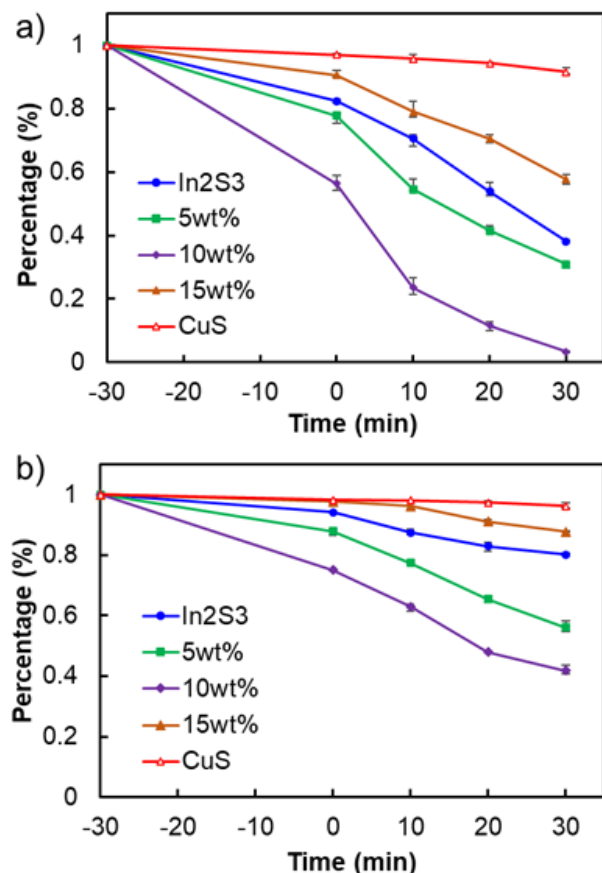 a)
Percentage (%)
1
0.8
0.6
0.4
0.2
0
In2S3
5wt%
10wt%
15wt%
CuS
-30 -20 -10 0 10 20 30
Time (min)
b)
Percentage (%)
1
0.8
0.6
0.4
0.2
0
In2S3
5wt%
10wt%
15wt%
CuS
-30 -20 -10 0 10 20 30
Time (min)